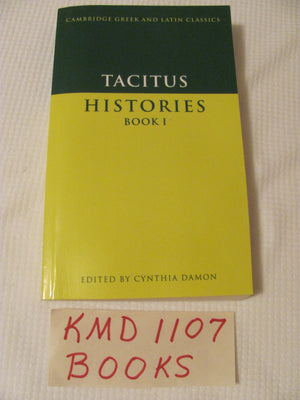 CAMBRIDGE GREEK AND LATIN CLASSICS
TACITUS
HISTORIES
BOOK I
EDITED BY CYNTHIA DAMON
KMD 1107
BOOKS